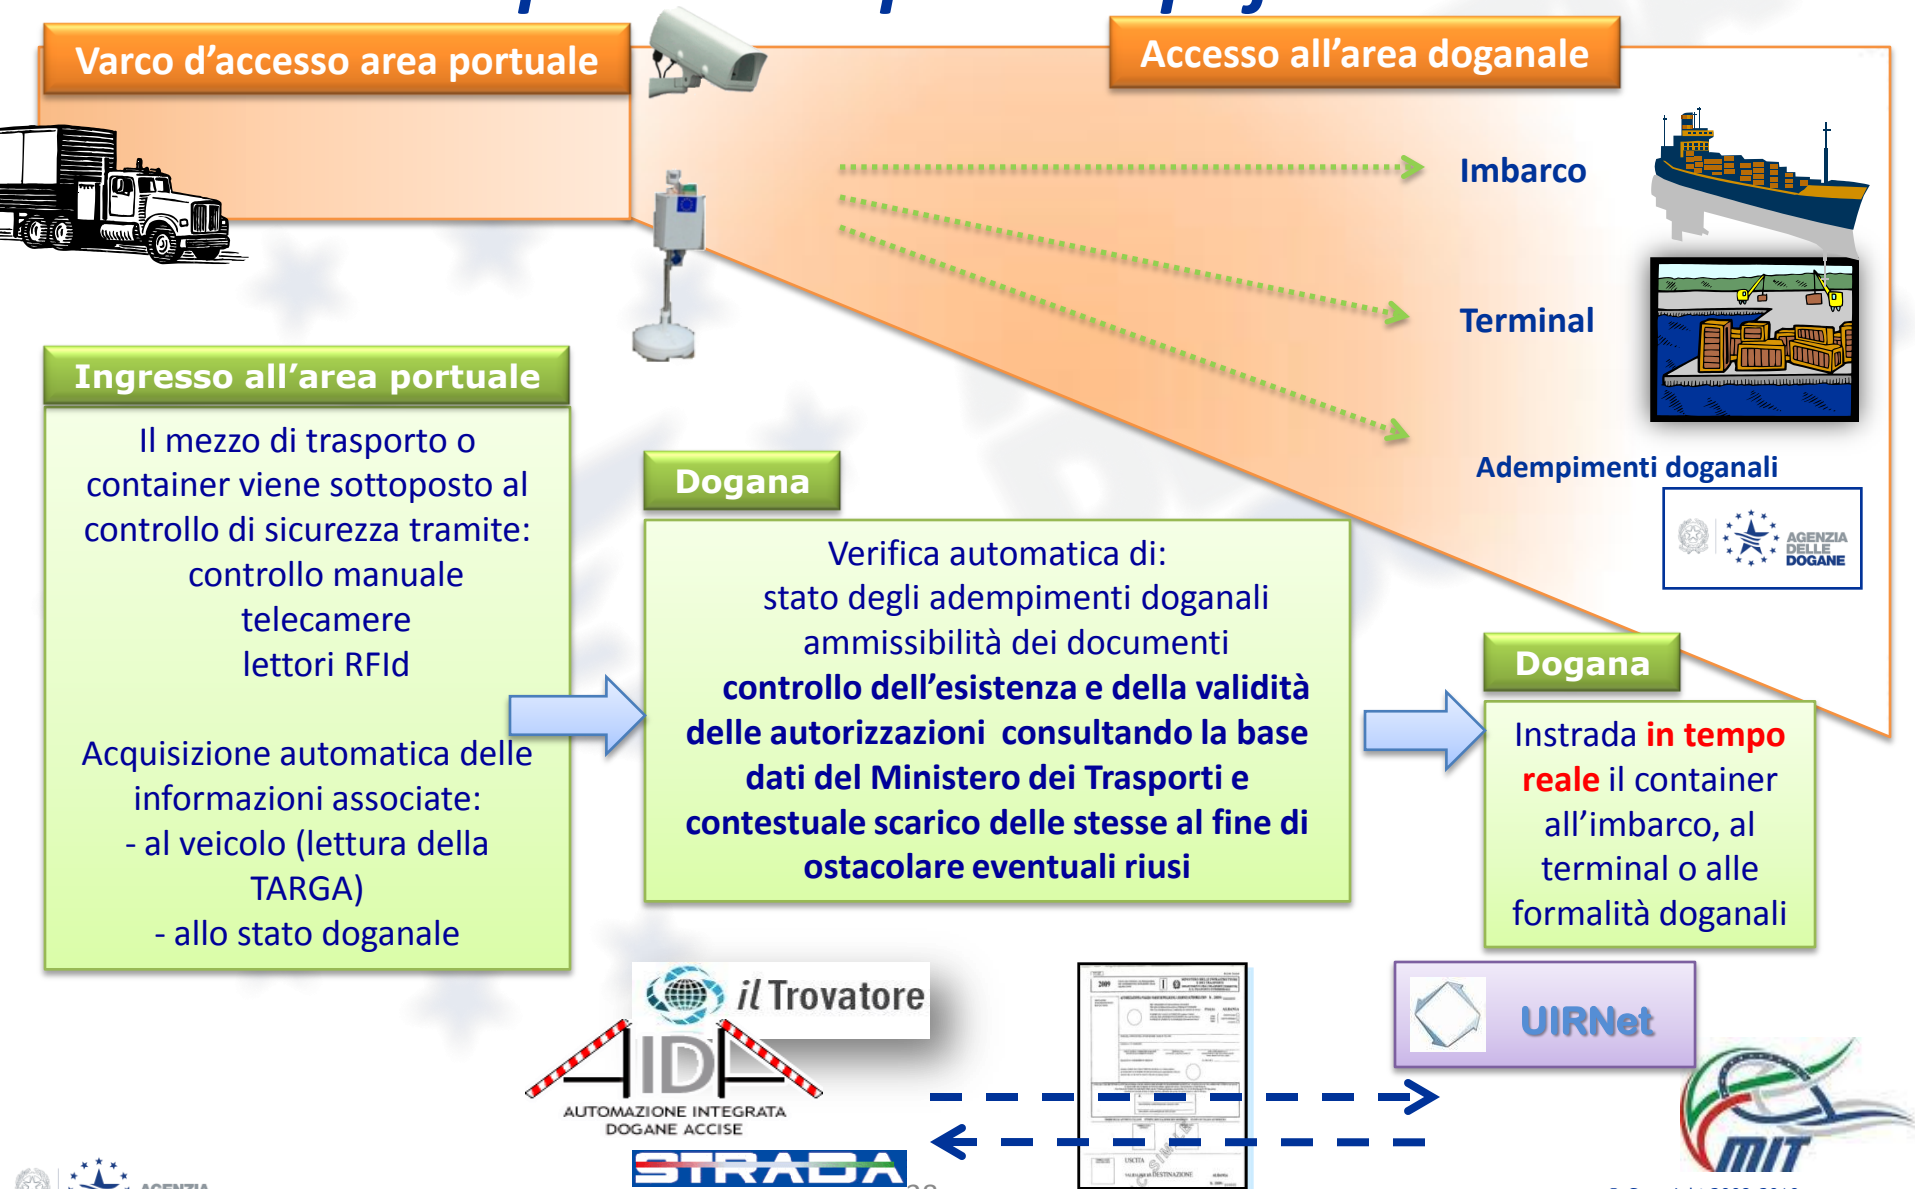 Varco d'accesso area portuale
Accesso all'area doganale
Imbarco
Terminal
Adempimenti doganali
AGENZIA
DELLE
DOGANE
Ingresso all'area portuale
Il mezzo di trasporto o
container viene sottoposto al
controllo di sicurezza tramite:
controllo manuale
telecamere
lettori RFId
Acquisizione automatica delle
informazioni associate:
- al veicolo (lettura della
TARGA)
- allo stato doganale
Dogana
Verifica automatica di:
stato degli adempimenti doganali
ammissibilità dei documenti
controllo dell'esistenza e della validità
delle autorizzazioni consultando la base
dati del Ministero dei Trasporti e
contestuale scarico delle stesse al fine di
ostacolare eventuali riusi
Dogana
Instrada in tempo
reale il container
all'imbarco, al
terminal o alle
formalità doganali
il Trovatore
AIDA
AUTOMAZIONE INTEGRATA
DOGANE ACCISE
STRADA
2009
USCITA
DESTINAZIONE
UIRNet
MIT